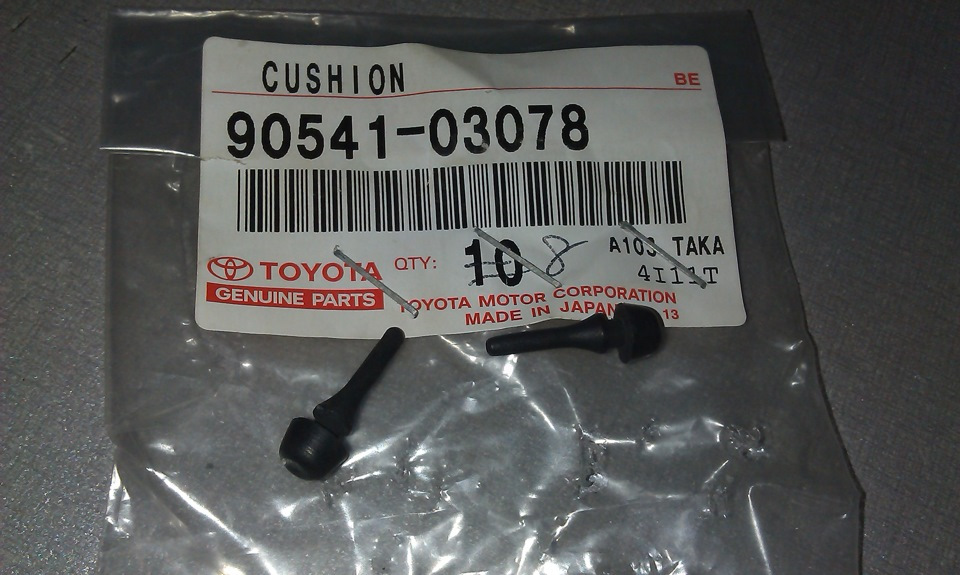 CUSHION
BE
90541-03078
TOYOTA
GENUINE PARTS
QTY: 10 8
A103 TAKA
4I11T
TOYOTA MOTOR CORPORATION
MADE IN JAPAN 13